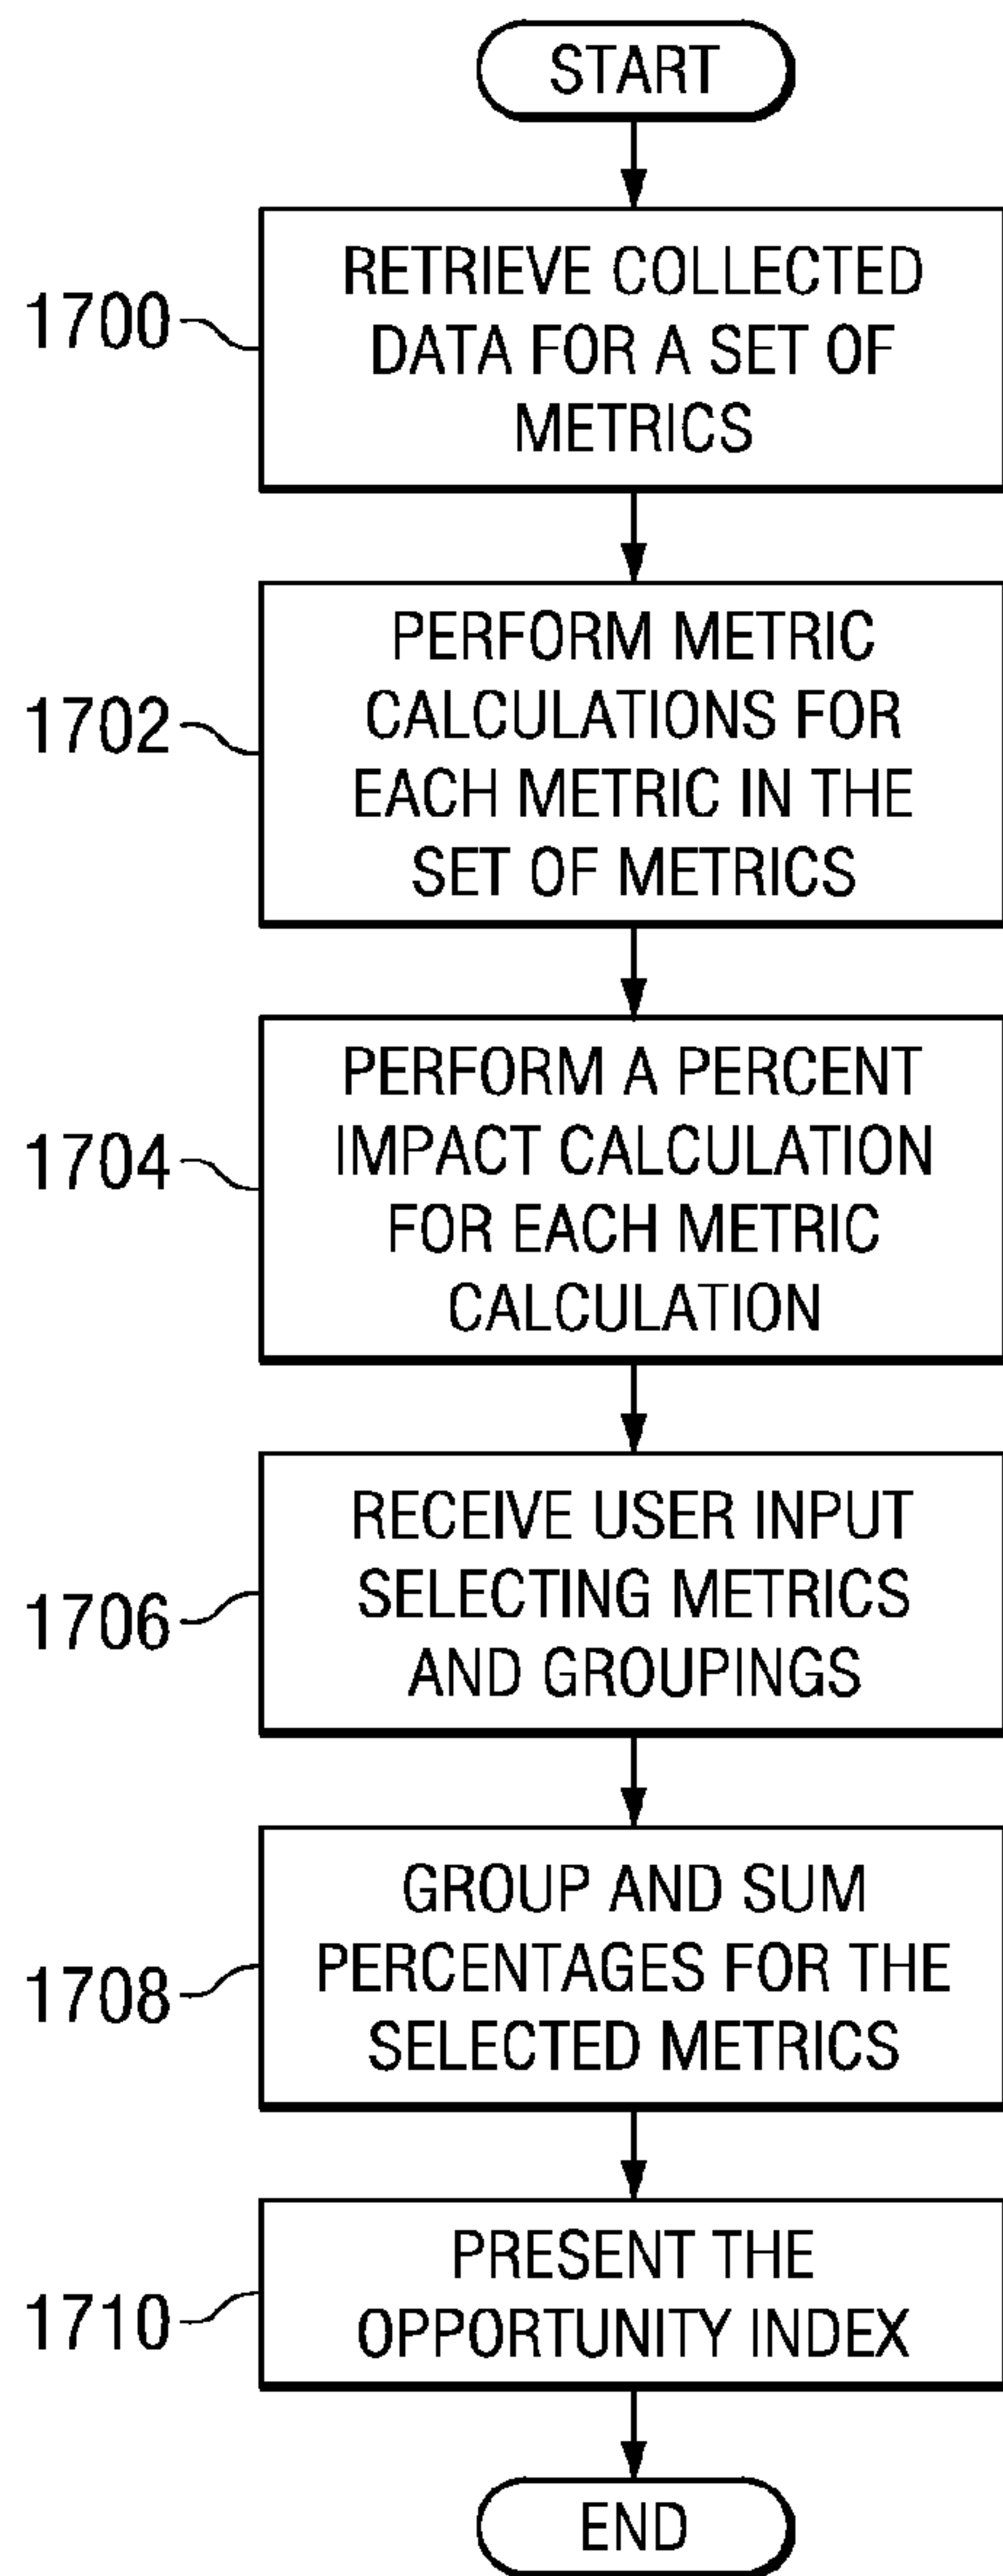 START
1700
RETRIEVE COLLECTED
DATA FOR A SET OF
METRICS
1702
PERFORM METRIC
CALCULATIONS FOR
EACH METRIC IN THE
SET OF METRICS
1704
PERFORM A PERCENT
IMPACT CALCULATION
FOR EACH METRIC
CALCULATION
1706
RECEIVE USER INPUT
SELECTING METRICS
AND GROUPINGS
1708
GROUP AND SUM
PERCENTAGES FOR THE
SELECTED METRICS
1710
PRESENT THE
OPPORTUNITY INDEX
END